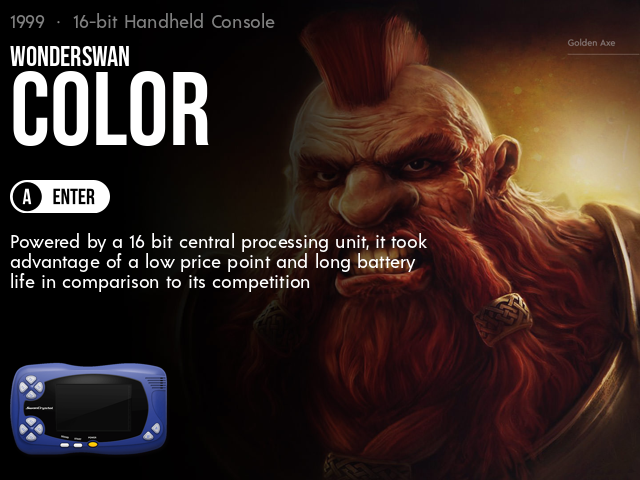 1999 · 16-bit Handheld Console
Golden Axe
WONDERSWAN
COLOR
A ENTER
Powered by a 16 bit central processing unit, it took
advantage of a low price point and long battery
life in comparison to its competition
SwanCrystal